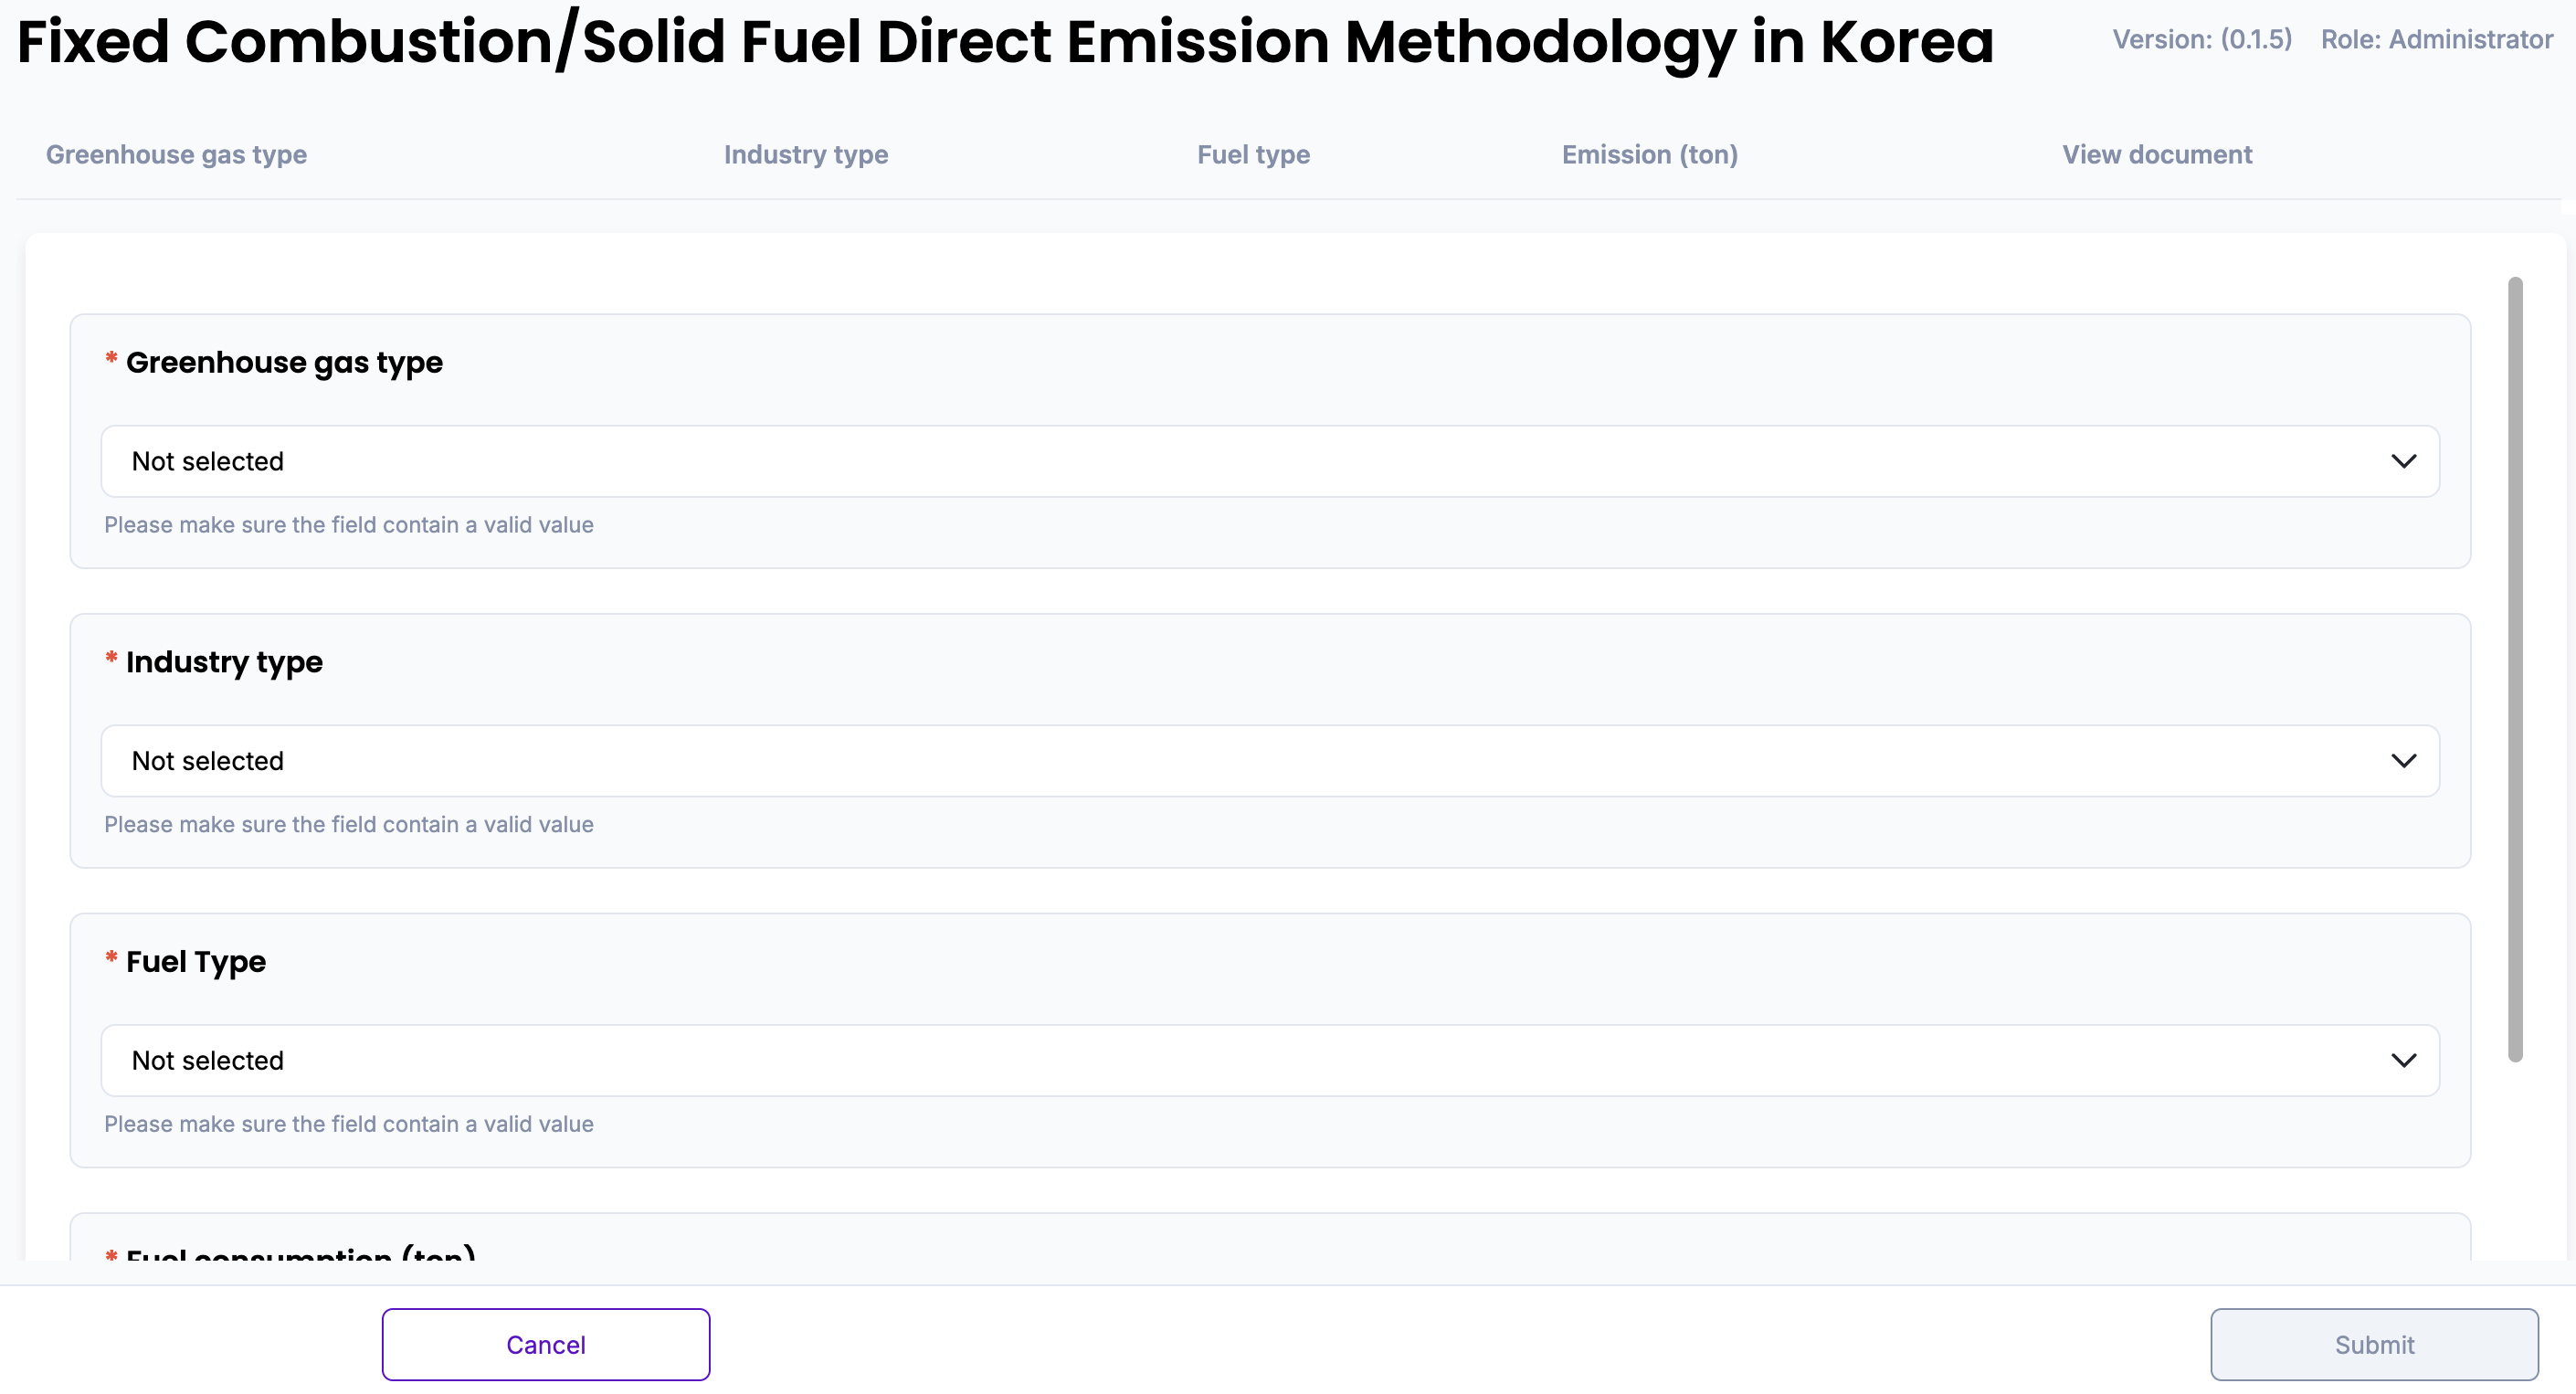 Fixed Combustion/Solid Fuel Direct Emission Methodology in Korea
Version: (0.1.5) Role: Administrator
Greenhouse gas type Industry type Fuel type Emission (ton) View document
* Greenhouse gas type
Not selected
Please make sure the field contain a valid value
* Industry type
Not selected
Please make sure the field contain a valid value
* Fuel Type
Not selected
Please make sure the field contain a valid value
* Fuel consumption (ton)
Cancel Submit